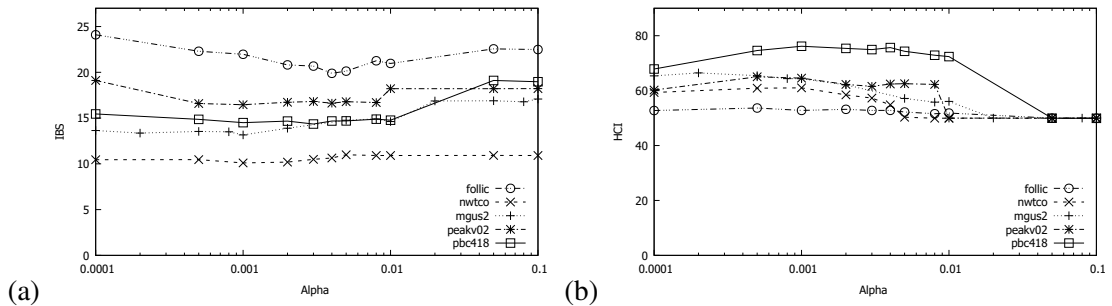 25
20
15
10
5
0
IBS
0.0001
0.001
0.01
0.1
Alpha
follic
nwtco
mgus2
peakv02
pbc418
(a)
80
60
40
20
0
HCI
0.0001
0.001
0.01
0.1
Alpha
follic
nwtco
mgus2
peakv02
pbc418
(b)